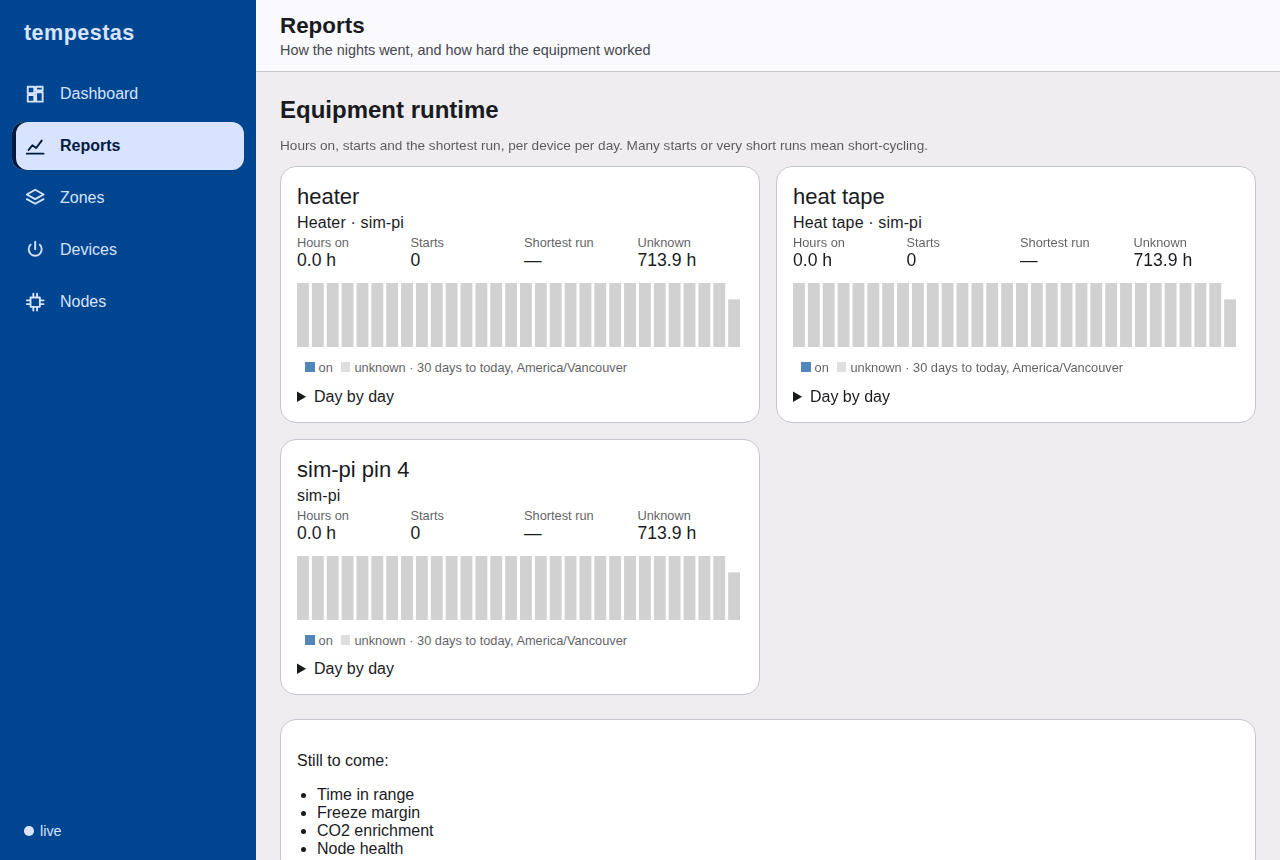 tempestas
Dashboard
Reports
Zones
Devices
Nodes
live
Reports
How the nights went, and how hard the equipment worked
Equipment runtime
Hours on, starts and the shortest run, per device per day. Many starts or very short runs mean short-cycling.
heater
Heater · sim-pi
Hours on Starts Shortest run Unknown
0.0 h 0 — 713.9 h
on unknown · 30 days to today, America/Vancouver
Day by day
heat tape
Heat tape · sim-pi
Hours on Starts Shortest run Unknown
0.0 h 0 — 713.9 h
on unknown · 30 days to today, America/Vancouver
Day by day
sim-pi pin 4
sim-pi
Hours on Starts Shortest run Unknown
0.0 h 0 — 713.9 h
on unknown · 30 days to today, America/Vancouver
Day by day
Still to come:
• Time in range
• Freeze margin
• CO2 enrichment
• Node health